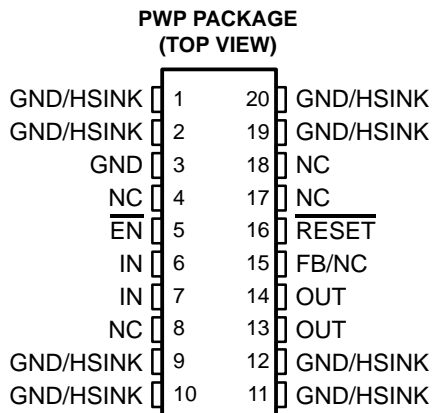 PWP PACKAGE
(TOP VIEW)
GND/HSINK 1 20 GND/HSINK
GND/HSINK 2 19 GND/HSINK
GND 3 18 NC
NC 4 17 NC
EN 5 16 RESET
IN 6 15 FB/NC
IN 7 14 OUT
NC 8 13 OUT
GND/HSINK 9 12 GND/HSINK
GND/HSINK 10 11 GND/HSINK